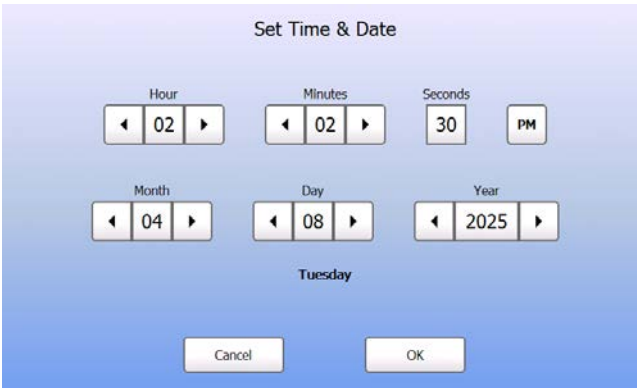 Set Time & Date
Hour Minutes Seconds
02 02 30 PM
Month Day Year
04 08 2025
Tuesday
Cancel OK